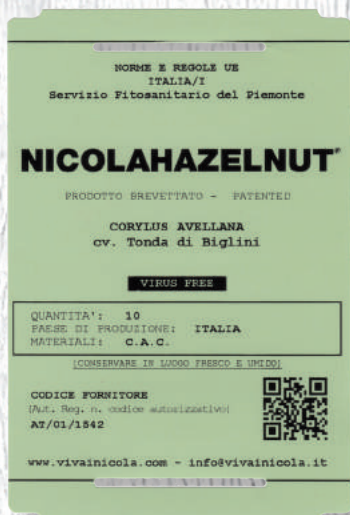 NORME E REGOLE UE
ITALIA/I
Servizio Fitosanitario del Piemonte
NICOLAHAZELNUT®
PRODOTTO BREVETTATO - PATENTED
CORYLUS AVELLANA
cv. Tonda di Biglini
VIRUS FREE
QUANTITA': 10
PAESE DI PRODUZIONE: ITALIA
MATERIALI: C.A.C.
[CONSERVARE IN LUOGO FRESCO E UMIDO]
CODICE FORNITORE
[Aut. Reg. n. codice autorizzativo]
AT/01/1542
www.vivainicola.com - info@vivainicola.it